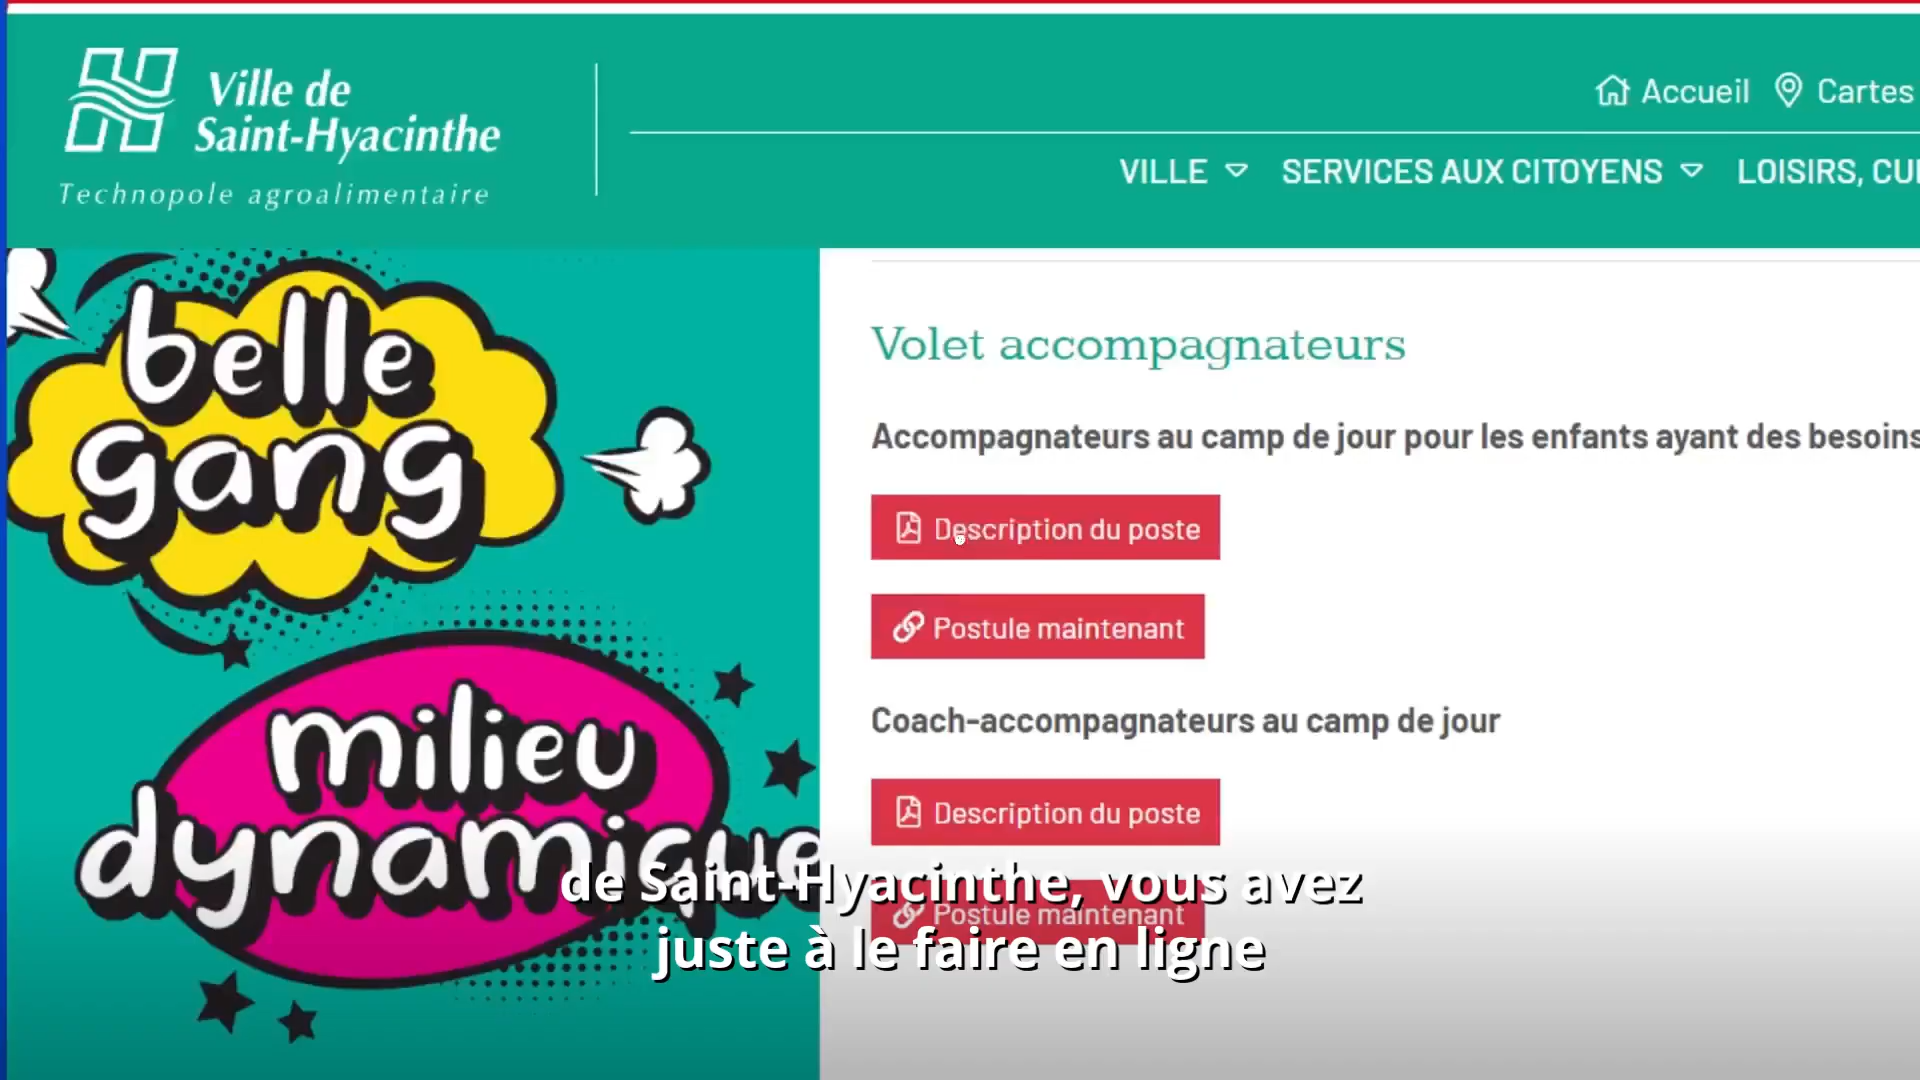 Ville de
Saint-Hyacinthe
Technopole agroalimentaire
Accueil
Cartes
VILLE
SERVICES AUX CITOYENS
LOISIRS,
belle
gang
milieu
dynamique
Volet accompagnateurs
Accompagnateurs au camp de jour pour les enfants ayant des besoins
Description du poste
Postule maintenant
Coach-accompagnateurs au camp de jour
Description du poste
Postule maintenant
de Saint-Hyacinthe, vous avez
juste à le faire en ligne